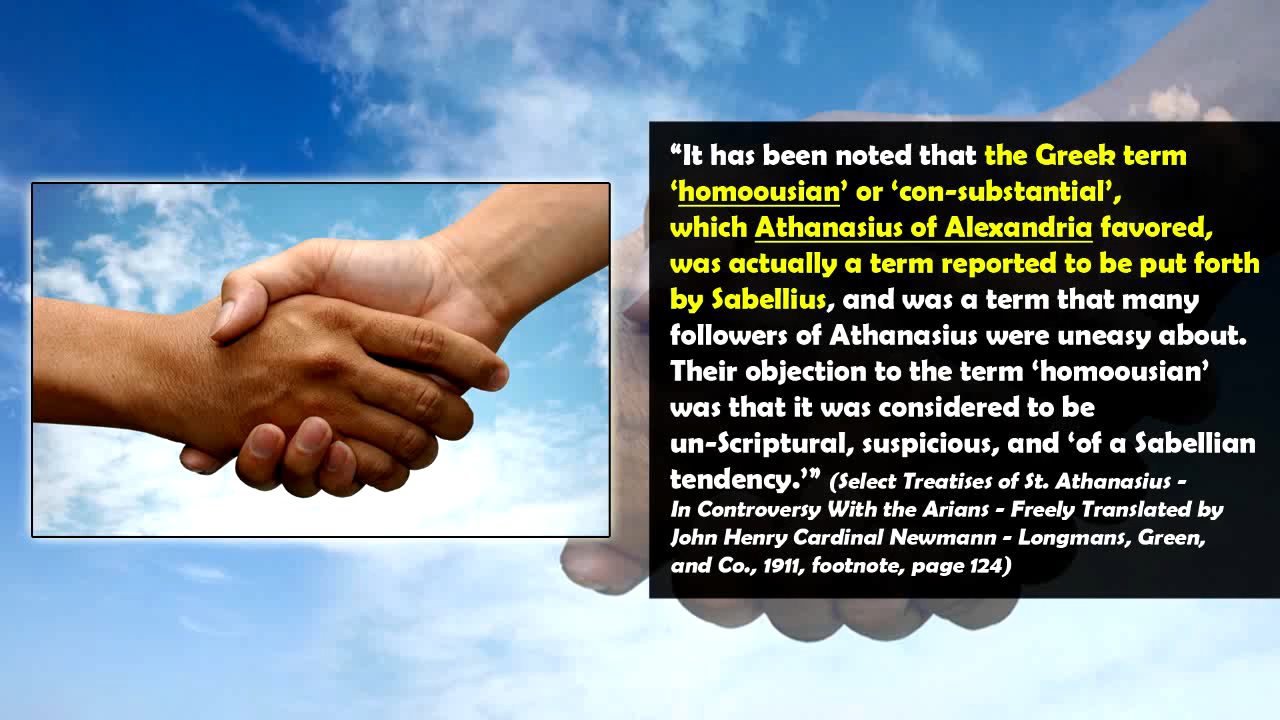 “It has been noted that the Greek term
‘homoousian’ or ‘con-substantial’,
which Athanasius of Alexandria favored,
was actually a term reported to be put forth
by Sabellius, and was a term that many
followers of Athanasius were uneasy about.
Their objection to the term ‘homoousian’
was that it was considered to be
un-Scriptural, suspicious, and ‘of a Sabellian
tendency.’” (Select Treatises of St. Athanasius -
In Controversy With the Arians - Freely Translated by
John Henry Cardinal Newmann - Longmans, Green,
and Co., 1911, footnote, page 124)